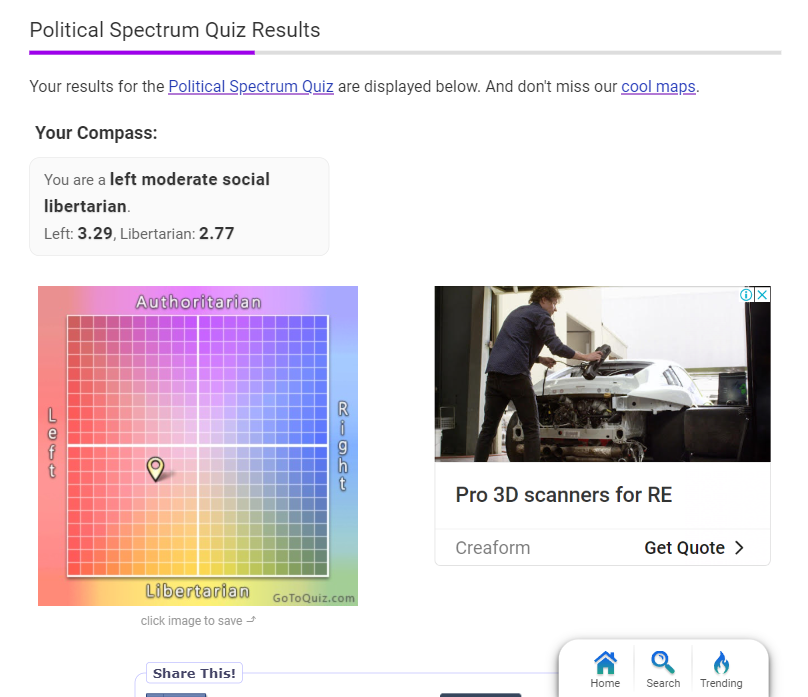 Political Spectrum Quiz Results
Your results for the Political Spectrum Quiz are displayed below. And don't miss our cool maps.
Your Compass:
You are a left moderate social
libertarian.
Left: 3.29, Libertarian: 2.77
Authoritarian
Left
Right
Libertarian
GoToQuiz.com
click image to save
Pro 3D scanners for RE
Creaform
Get Quote
Share This!
Home
Search
Trending